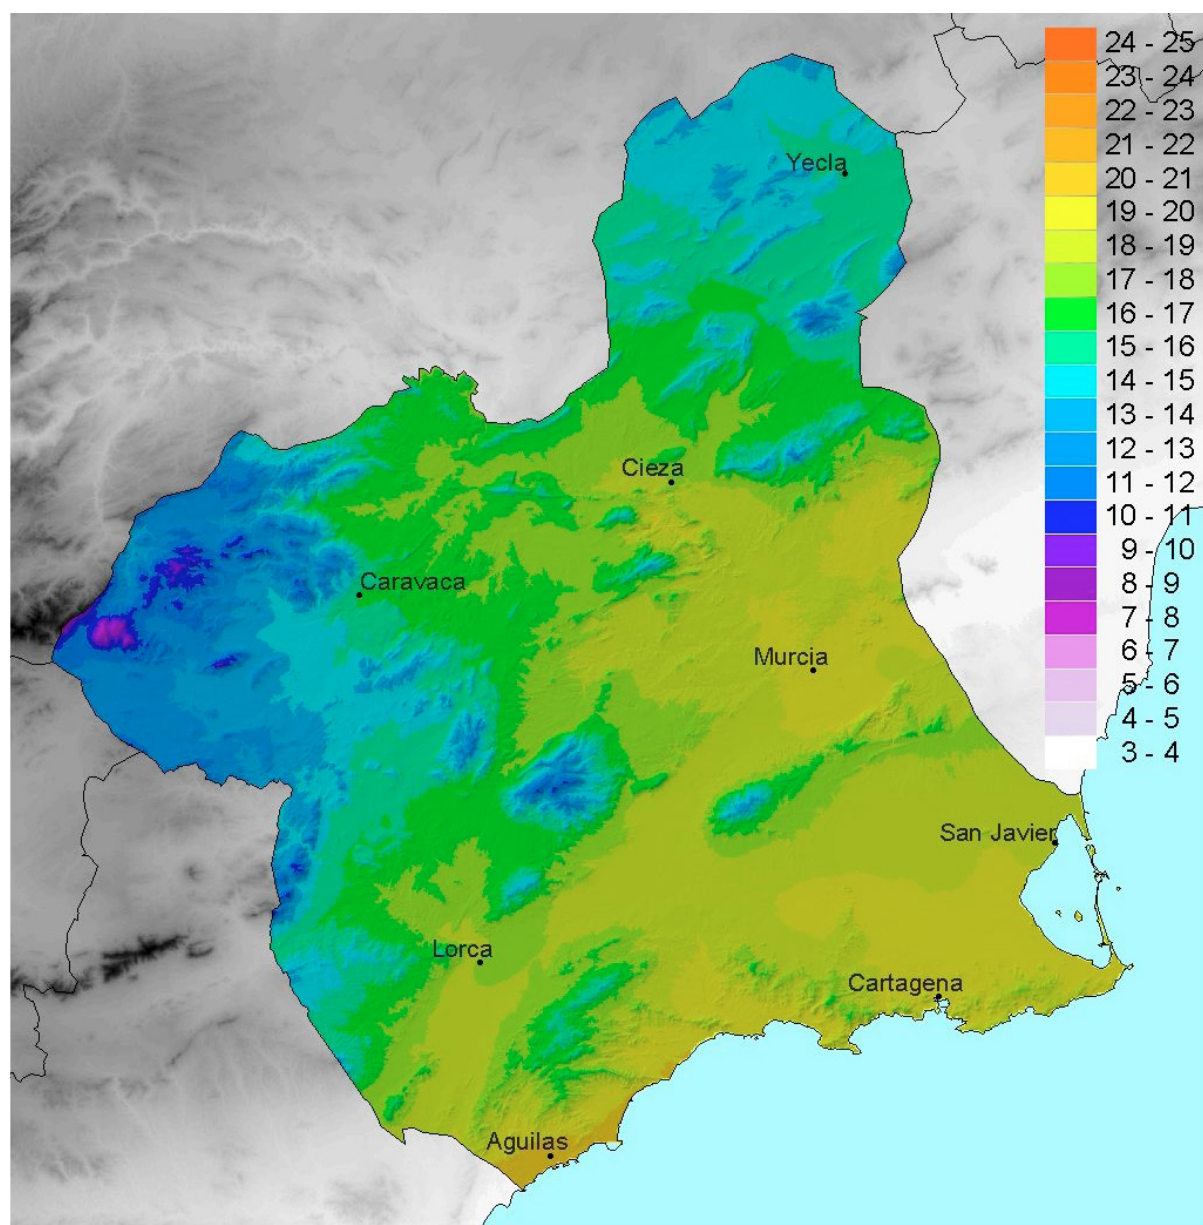 24 - 25
23 - 24
22 - 23
21 - 22
20 - 21
19 - 20
18 - 19
17 - 18
16 - 17
15 - 16
14 - 15
13 - 14
12 - 13
11 - 12
10 - 11
9 - 10
8 - 9
7 - 8
6 - 7
5 - 6
4 - 5
3 - 4
Yecla
Cieza
Caravaca
Murcia
San Javier
Lorca
Cartagena
Aguilas